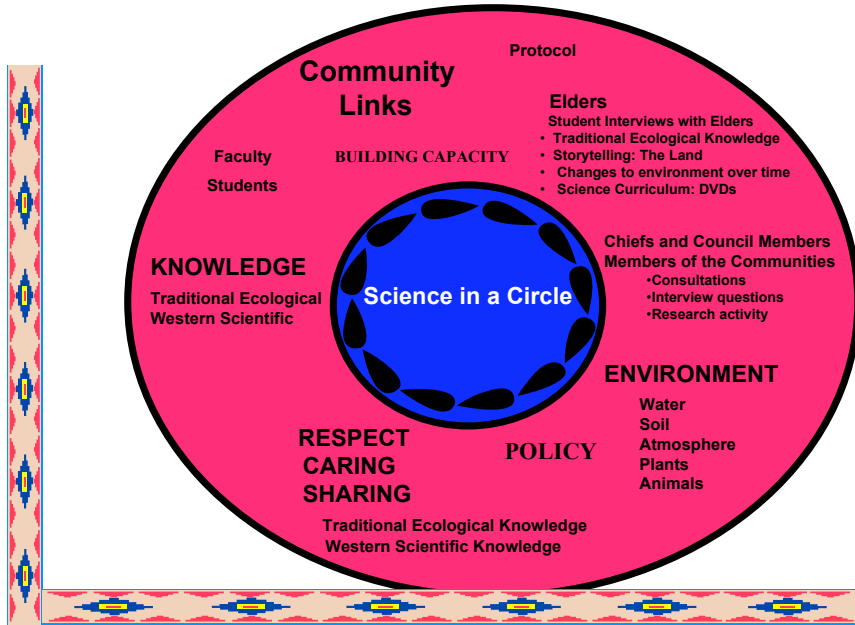 Protocol
Community
Links
Elders
Student Interviews with Elders
• Traditional Ecological Knowledge
• Storytelling: The Land
• Changes to environment over time
• Science Curriculum: DVDs
Faculty
Students
BUILDING CAPACITY
Chiefs and Council Members
Members of the Communities
•Consultations
•Interview questions
•Research activity
KNOWLEDGE
Traditional Ecological
Western Scientific
Science in a Circle
ENVIRONMENT
Water
Soil
Atmosphere
Plants
Animals
RESPECT
CARING
SHARING
POLICY
Traditional Ecological Knowledge
Western Scientific Knowledge